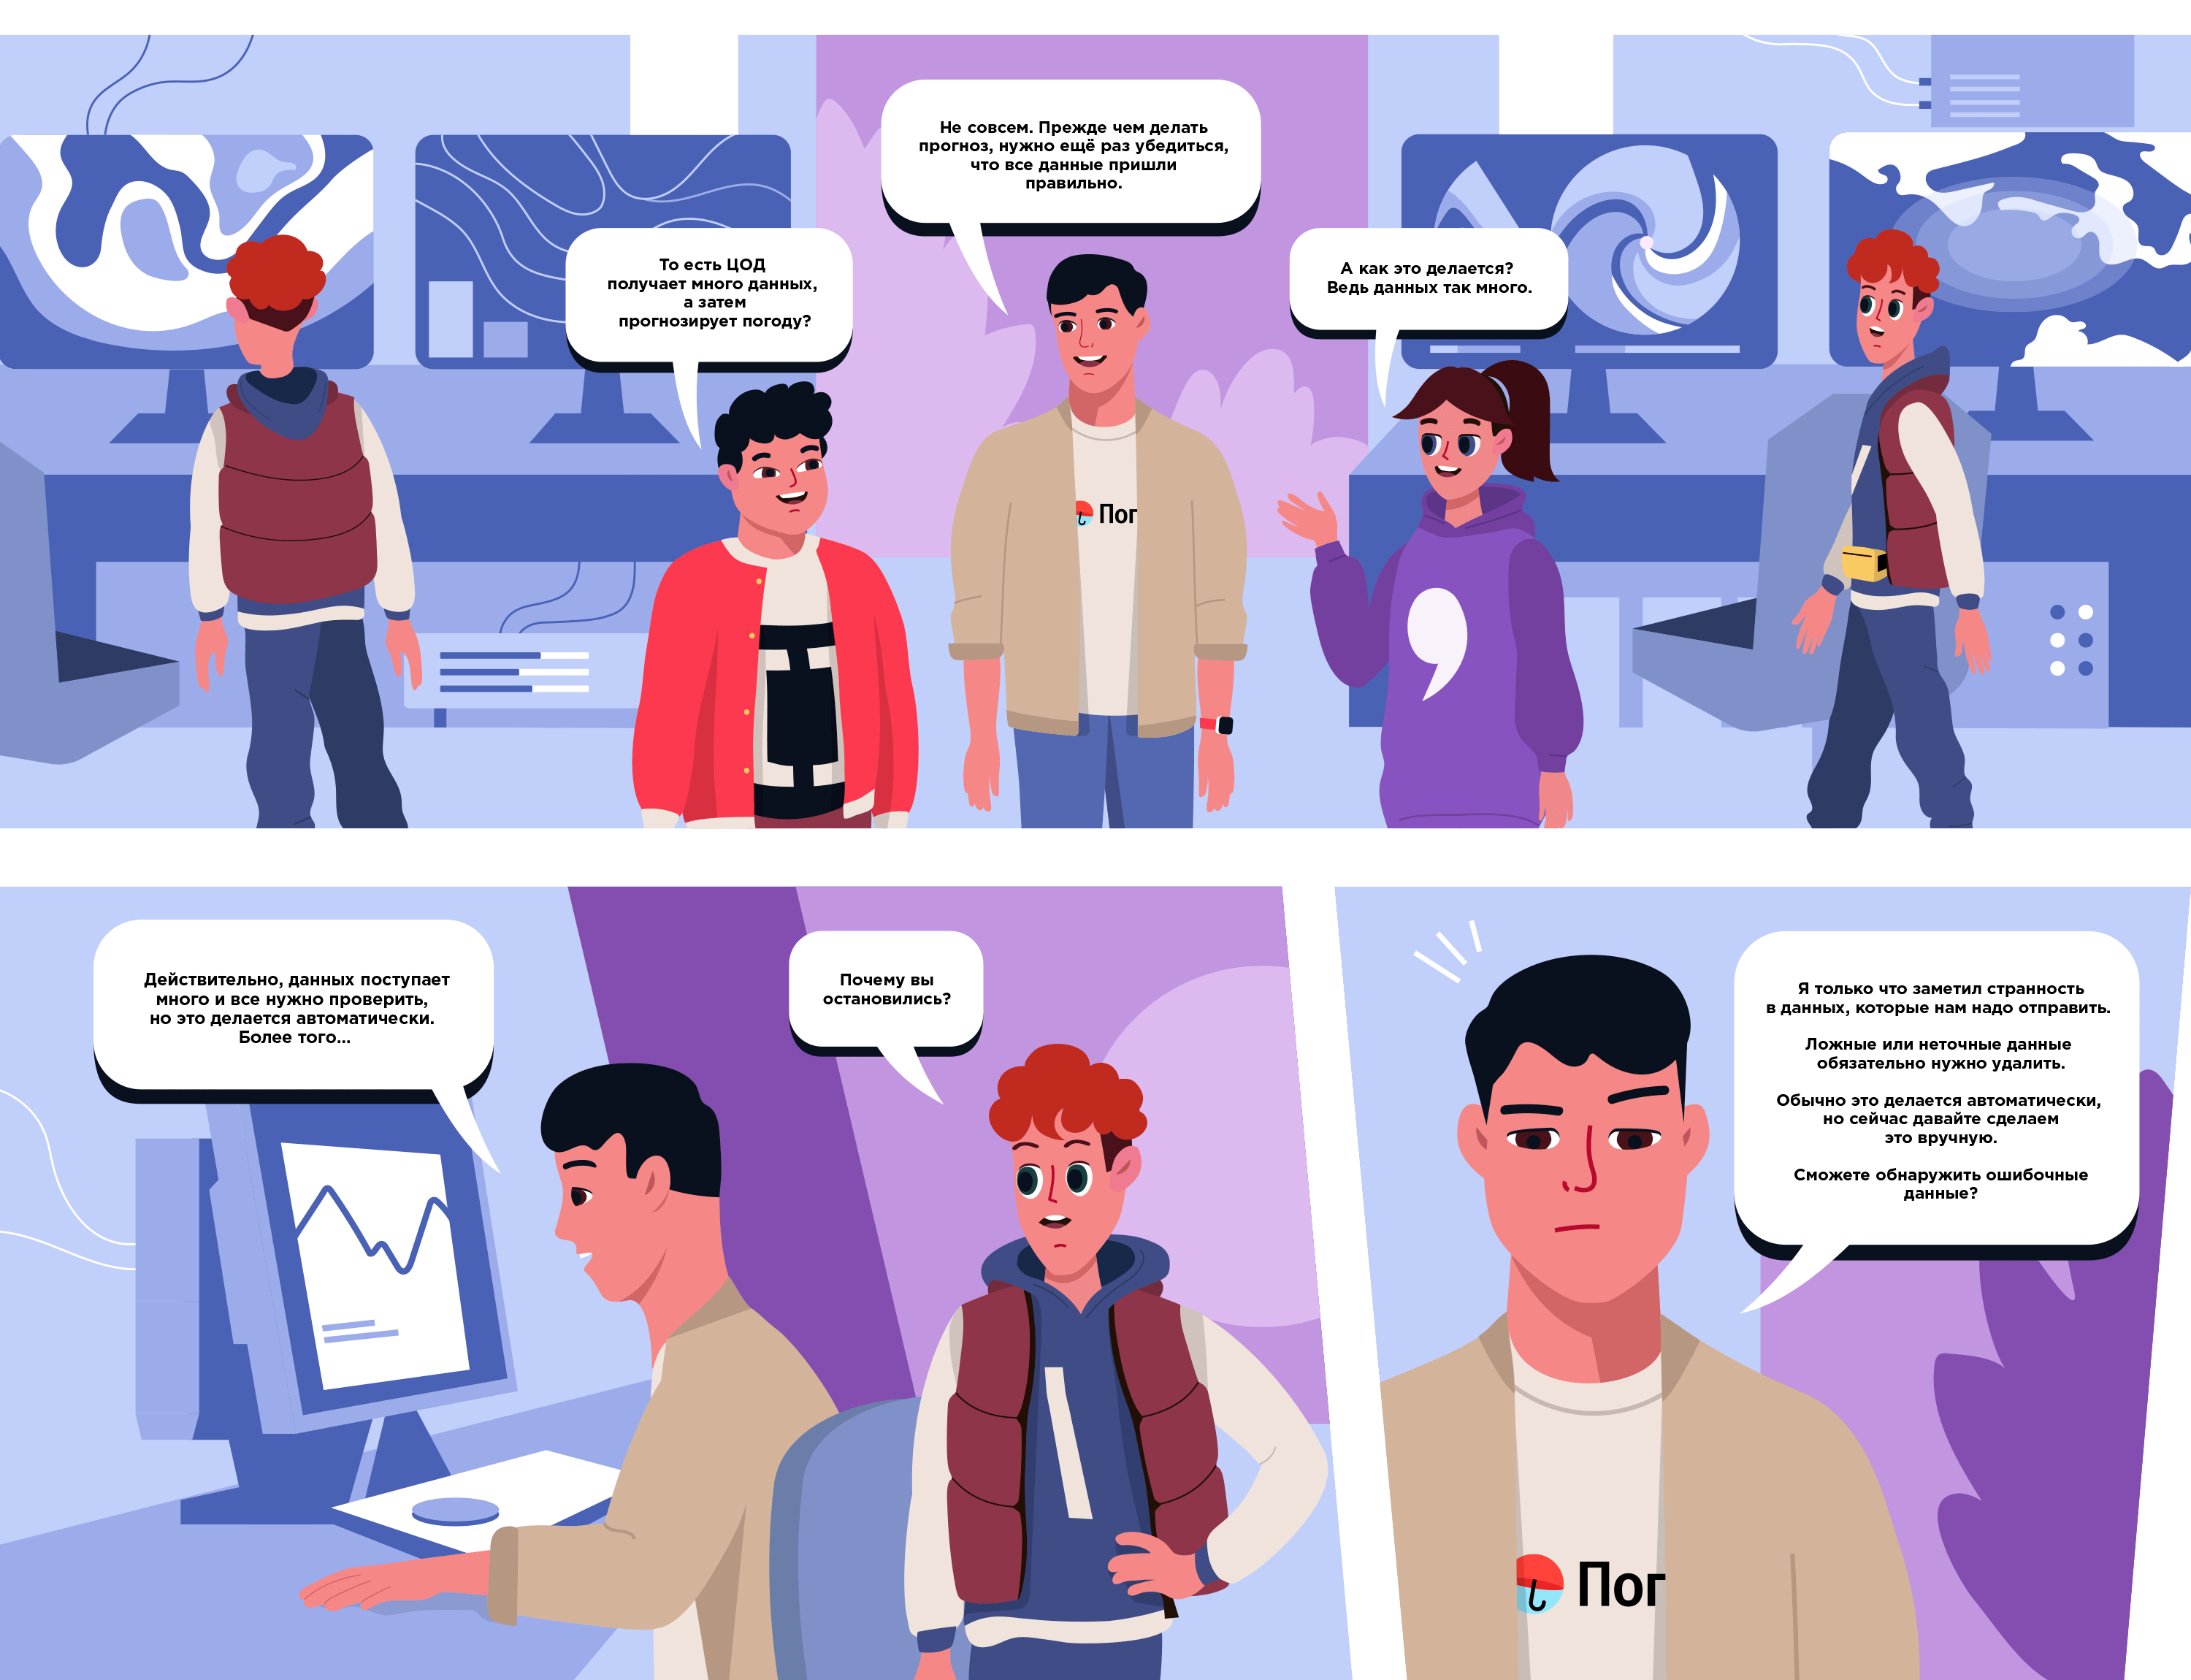 То есть ЦОД
получает много данных,
а затем
прогнозирует погоду?
Не совсем. Прежде чем делать
прогноз, нужно ещё раз убедиться,
что все данные пришли
правильно.
А как это делается?
Ведь данных так много.
Пог
Действительно, данных поступает
много и все нужно проверить,
но это делается автоматически.
Более того...
Почему вы
остановились?
Я только что заметил странность
в данных, которые нам надо отправить.
Ложные или неточные данные
обязательно нужно удалить.
Обычно это делается автоматически,
но сейчас давайте сделаем
это вручную.
Сможете обнаружить ошибочные
данные?
Пог